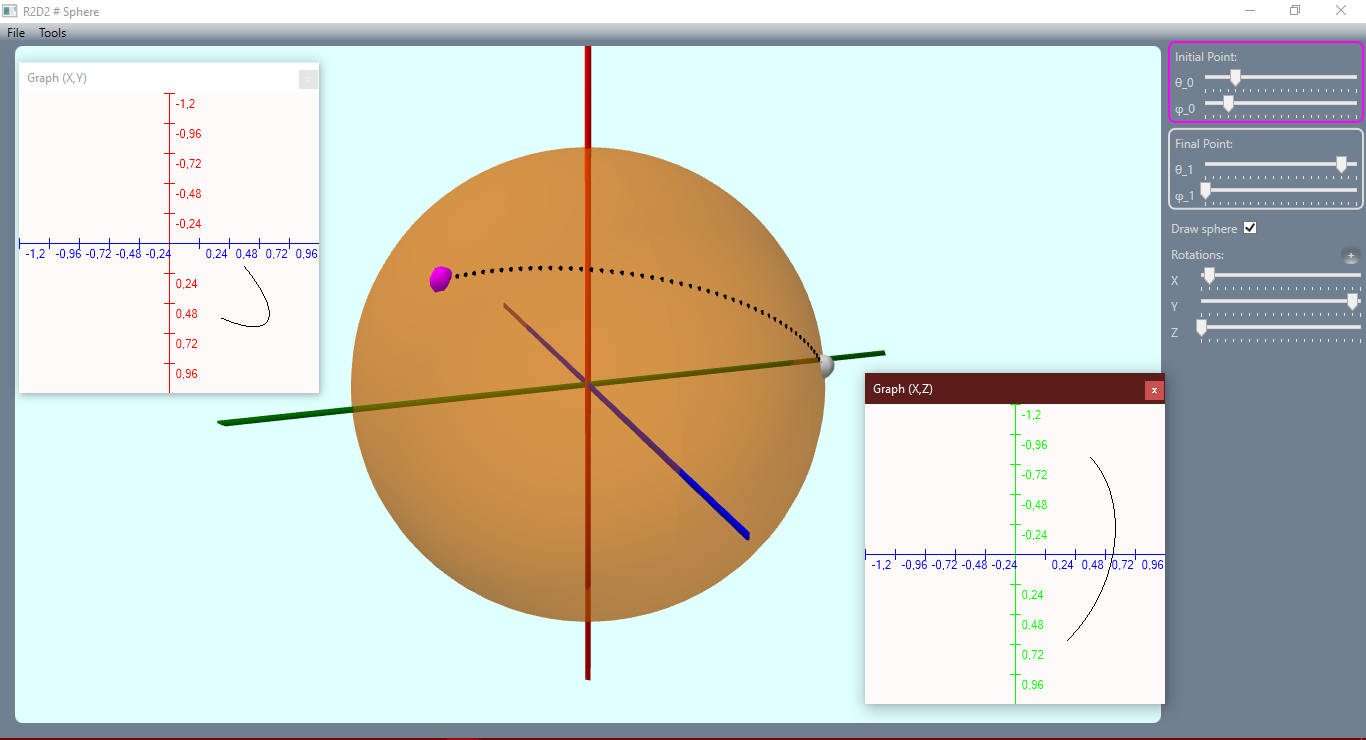 R2D2 # Sphere
File Tools
Graph (X,Y)
x
-1,2
-0,96
-0,72
-0,48
-0,24
-1,2 -0,96 -0,72 -0,48 -0,24 0,24 0,48 0,72 0,96
0,24
0,48
0,72
0,96
Initial Point:
θ_0
φ_0
Final Point:
θ_1
φ_1
Draw sphere
Rotations: +
X
Y
Z
Graph (X,Z)
x
-1,2
-0,96
-0,72
-0,48
-0,24
-1,2 -0,96 -0,72 -0,48 -0,24 0,24 0,48 0,72 0,96
0,24
0,48
0,72
0,96